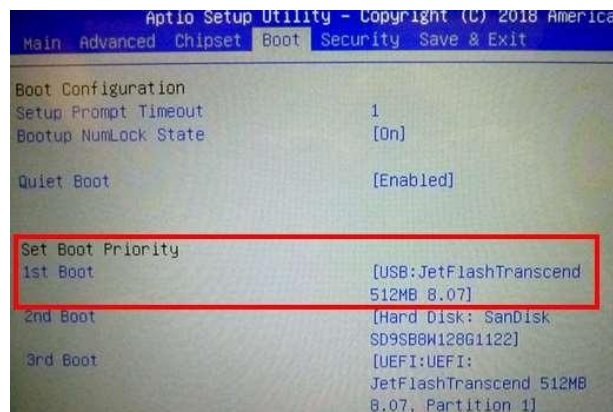 Aptio Setup Utility – Copyright (C) 2018 America
Main Advanced Chipset Boot Security Save & Exit
Boot Configuration
Setup Prompt Timeout 1
Bootup NumLock State [On]
Quiet Boot [Enabled]
Set Boot Priority
1st Boot [USB:JetFlashTranscend
512MB 8.07]
2nd Boot [Hard Disk: SanDisk
SD9SB8W128G1122]
3rd Boot [UEFI:UEFI:
JetFlashTranscend 512MB
8.07, Partition 1]